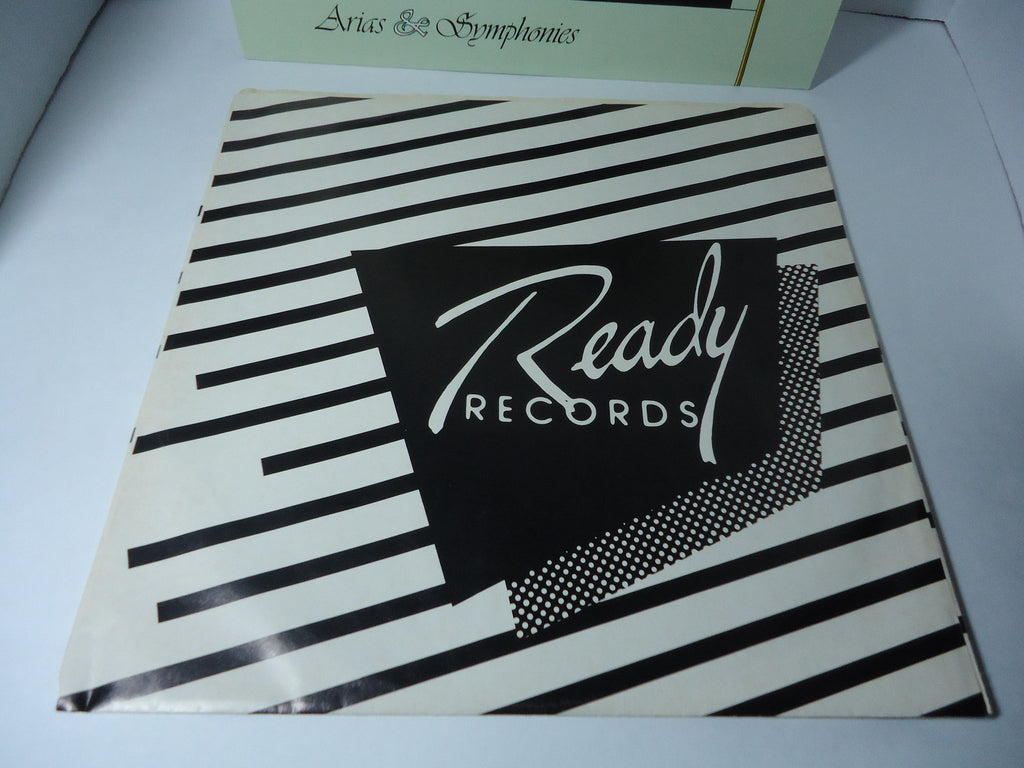 Arias & Symphonies
Ready
RECORDS